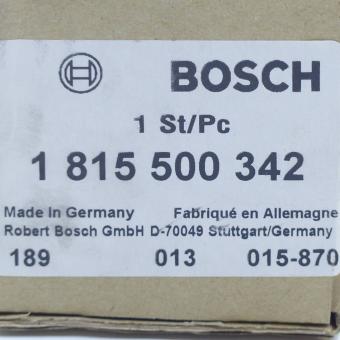 BOSCH
1 St/Pc
1 815 500 342
Made in Germany Fabriqué en Allemagne
Robert Bosch GmbH D-70049 Stuttgart/Germany
189 013 015-870